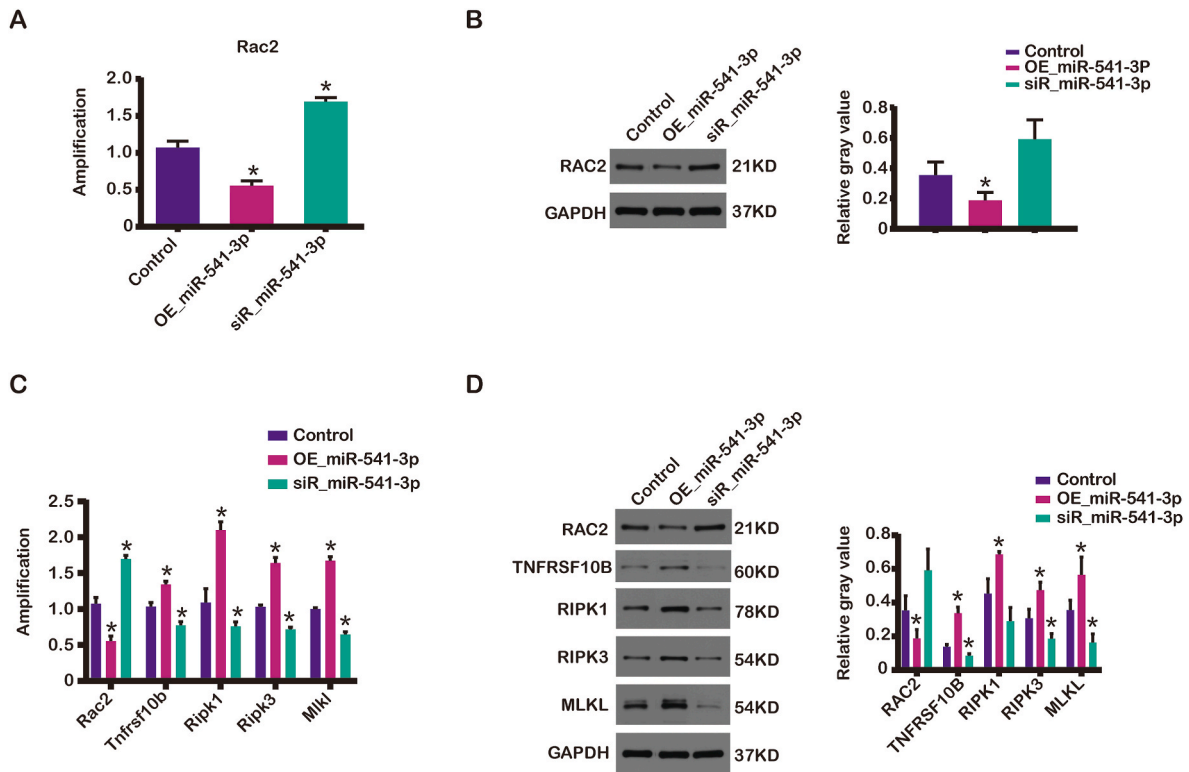 A
Rac2
Amplification
2.0
1.5
1.0
0.5
0
*
*
Control
OE_miR-541-3p
siR_miR-541-3p
B
Control
OE_miR-541-3p
siR_miR-541-3p
RAC2
21KD
GAPDH
37KD
Control
OE_miR-541-3P
siR_miR-541-3p
Relative gray value
0.8
0.6
0.4
0.2
0
*
C
Control
OE_miR-541-3p
siR_miR-541-3p
Amplification
2.5
2.0
1.5
1.0
0.5
0
* * * * * * * * * *
Rac2
Tnfrsf10b
Ripk1
Ripk3
Mlkl
D
Control
OE_miR-541-3p
siR_miR-541-3p
RAC2
21KD
TNFRSF10B
60KD
RIPK1
78KD
RIPK3
54KD
MLKL
54KD
GAPDH
37KD
Control
OE_miR-541-3p
siR_miR-541-3p
Relative gray value
0.8
0.6
0.4
0.2
0
* * * * * * * *
RAC2
TNFRSF10B
RIPK1
RIPK3
MLKL